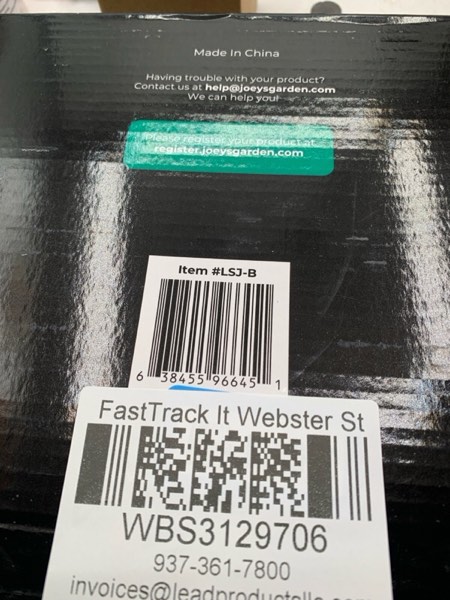 Made In China
Having trouble with your product?
Contact us at help@joeysgarden.com
We can help you!
Please register your product at
register.joeysgarden.com
Item #LSJ-B
6 38455 96645 1
FastTrack It Webster St
WBS3129706
937-361-7800